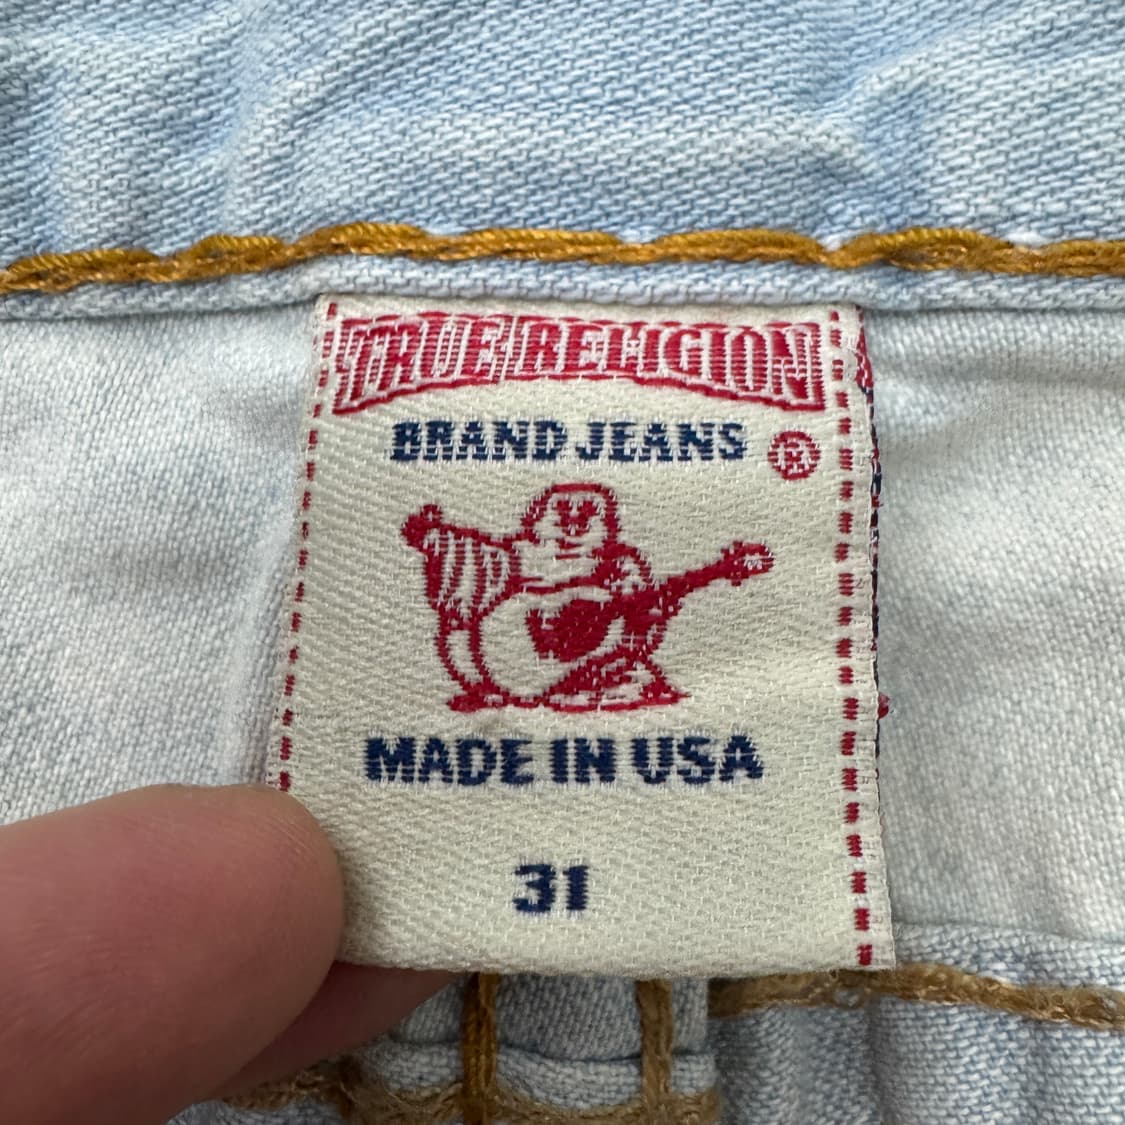 TRUE RELIGION
BRAND JEANS ®
MADE IN USA
31